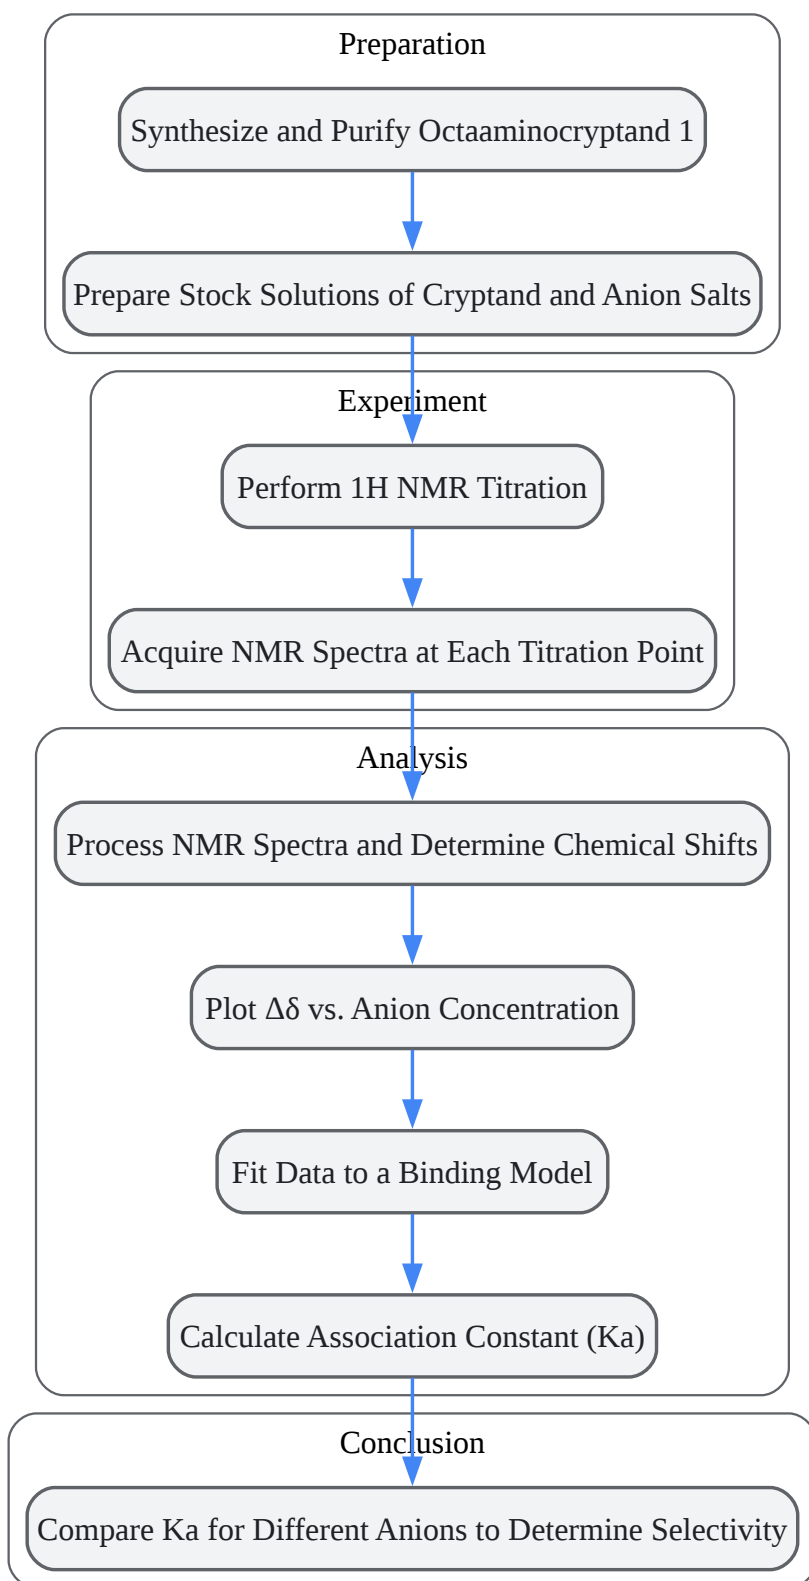 Preparation
Synthesize and Purify Octaaminocryptand 1
Prepare Stock Solutions of Cryptand and Anion Salts
Experiment
Perform 1H NMR Titration
Acquire NMR Spectra at Each Titration Point
Analysis
Process NMR Spectra and Determine Chemical Shifts
Plot Δδ vs. Anion Concentration
Fit Data to a Binding Model
Calculate Association Constant (Ka)
Conclusion
Compare Ka for Different Anions to Determine Selectivity